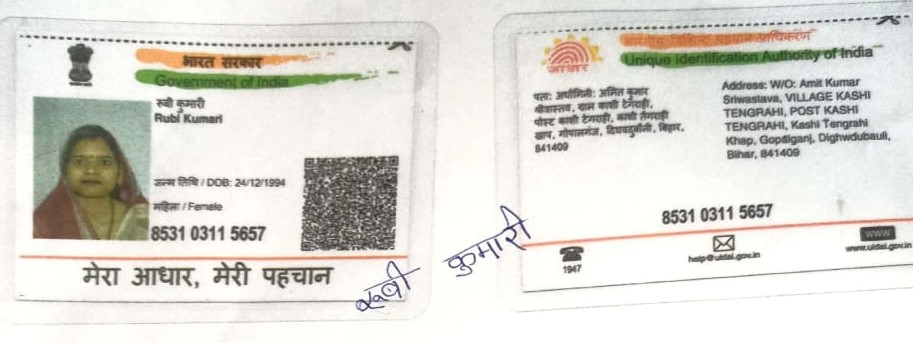 भारत सरकार
Government of India
रूबी कुमारी
Rubi Kumari
जन्म तिथि / DOB: 24/12/1994
महिला / Female
8531 0311 5657
मेरा आधार, मेरी पहचान
रूबी कुमारी
भारतीय विशिष्ट पहचान प्राधिकरण
Unique Identification Authority of India
आधार
पता: अर्धांगिनी: अमित कुमार
श्रीवास्तव, ग्राम काशी टेंगराही,
पोस्ट काशी टेंगराही, काशी टेंगराही
खाप, गोपालगंज, दिघवदुबौली, बिहार,
841409
Address: W/O: Amit Kumar
Sriwastava, VILLAGE KASHI
TENGRAHI, POST KASHI
TENGRAHI, Kashi Tengrahi
Khap, Gopalganj, Dighwdubauli,
Bihar, 841409
8531 0311 5657
1947
help@uidai.gov.in
www
www.uidai.gov.in